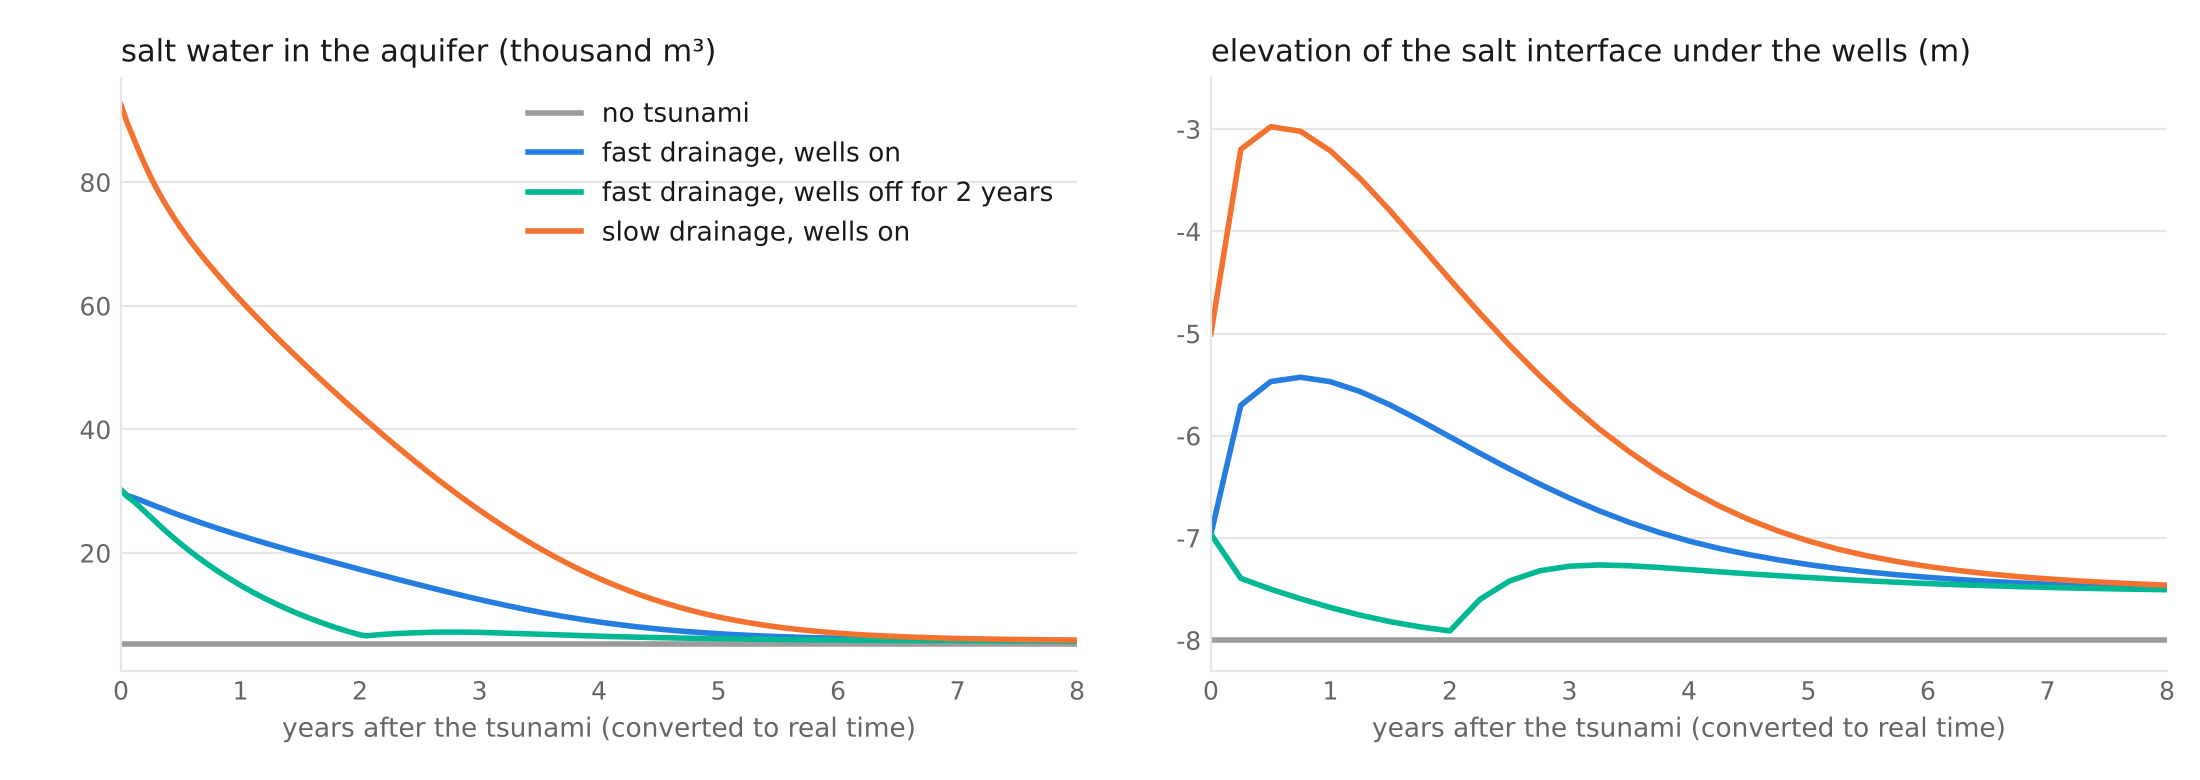 salt water in the aquifer (thousand m³)
no tsunami
fast drainage, wells on
fast drainage, wells off for 2 years
slow drainage, wells on
80
60
40
20
0 1 2 3 4 5 6 7 8
years after the tsunami (converted to real time)
elevation of the salt interface under the wells (m)
-3
-4
-5
-6
-7
-8
0 1 2 3 4 5 6 7 8
years after the tsunami (converted to real time)